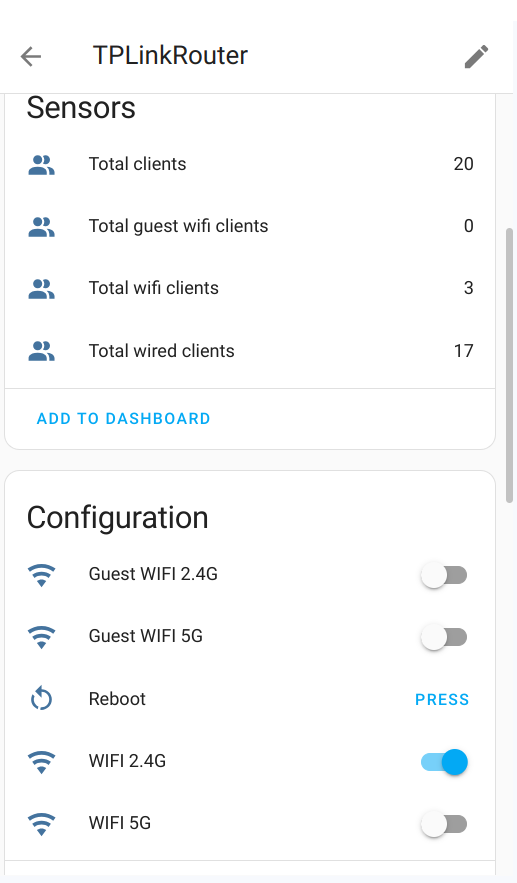 TPLinkRouter
Sensors
Total clients 20
Total guest wifi clients 0
Total wifi clients 3
Total wired clients 17
ADD TO DASHBOARD
Configuration
Guest WIFI 2.4G
Guest WIFI 5G
Reboot PRESS
WIFI 2.4G
WIFI 5G